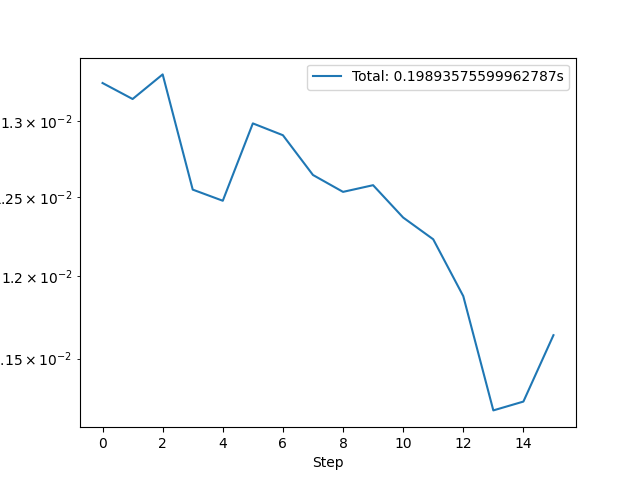 Total: 0.19893575599962787s
1.3 × 10⁻²
.25 × 10⁻²
1.2 × 10⁻²
.15 × 10⁻²
0 2 4 6 8 10 12 14
Step